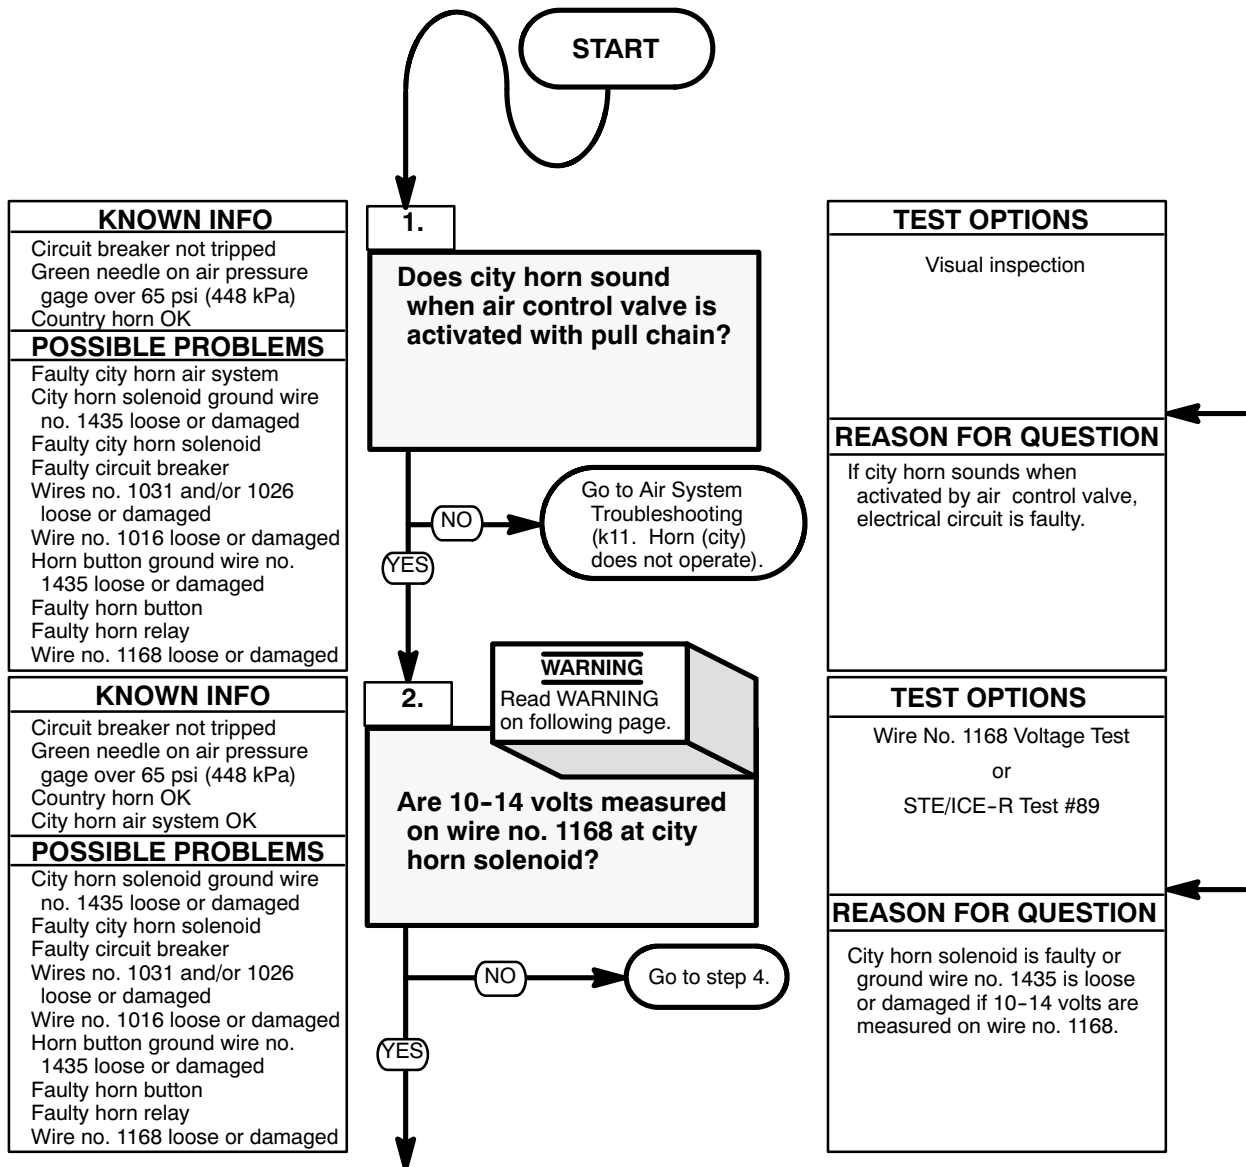 START
KNOWN INFO
Circuit breaker not tripped
Green needle on air pressure
gage over 65 psi (448 kPa)
Country horn OK
POSSIBLE PROBLEMS
Faulty city horn air system
City horn solenoid ground wire
no. 1435 loose or damaged
Faulty city horn solenoid
Faulty circuit breaker
Wires no. 1031 and/or 1026
loose or damaged
Wire no. 1016 loose or damaged
Horn button ground wire no.
1435 loose or damaged
Faulty horn button
Faulty horn relay
Wire no. 1168 loose or damaged
1.
Does city horn sound
when air control valve is
activated with pull chain?
NO
Go to Air System
Troubleshooting
(k11. Horn (city)
does not operate).
YES
TEST OPTIONS
Visual inspection
REASON FOR QUESTION
If city horn sounds when
activated by air control valve,
electrical circuit is faulty.
KNOWN INFO
Circuit breaker not tripped
Green needle on air pressure
gage over 65 psi (448 kPa)
Country horn OK
City horn air system OK
POSSIBLE PROBLEMS
City horn solenoid ground wire
no. 1435 loose or damaged
Faulty city horn solenoid
Faulty circuit breaker
Wires no. 1031 and/or 1026
loose or damaged
Wire no. 1016 loose or damaged
Horn button ground wire no.
1435 loose or damaged
Faulty horn button
Faulty horn relay
Wire no. 1168 loose or damaged
2.
WARNING
Read WARNING
on following page.
Are 10-14 volts measured
on wire no. 1168 at city
horn solenoid?
NO
Go to step 4.
YES
TEST OPTIONS
Wire No. 1168 Voltage Test
or
STE/ICE-R Test #89
REASON FOR QUESTION
City horn solenoid is faulty or
ground wire no. 1435 is loose
or damaged if 10-14 volts are
measured on wire no. 1168.